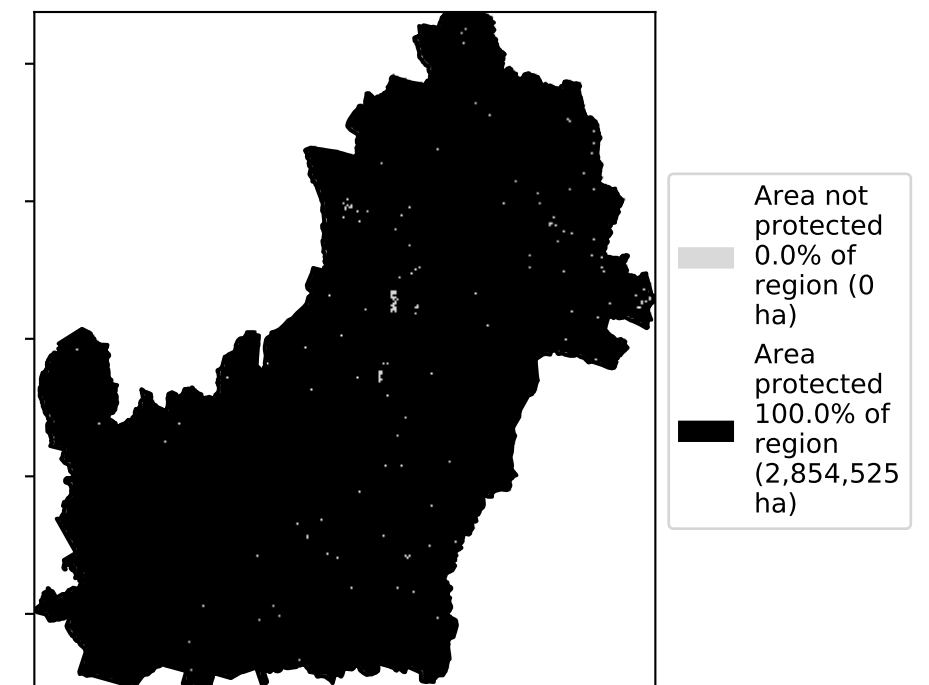 Area not
protected
0.0% of
region (0
ha)
Area
protected
100.0% of
region
(2,854,525
ha)